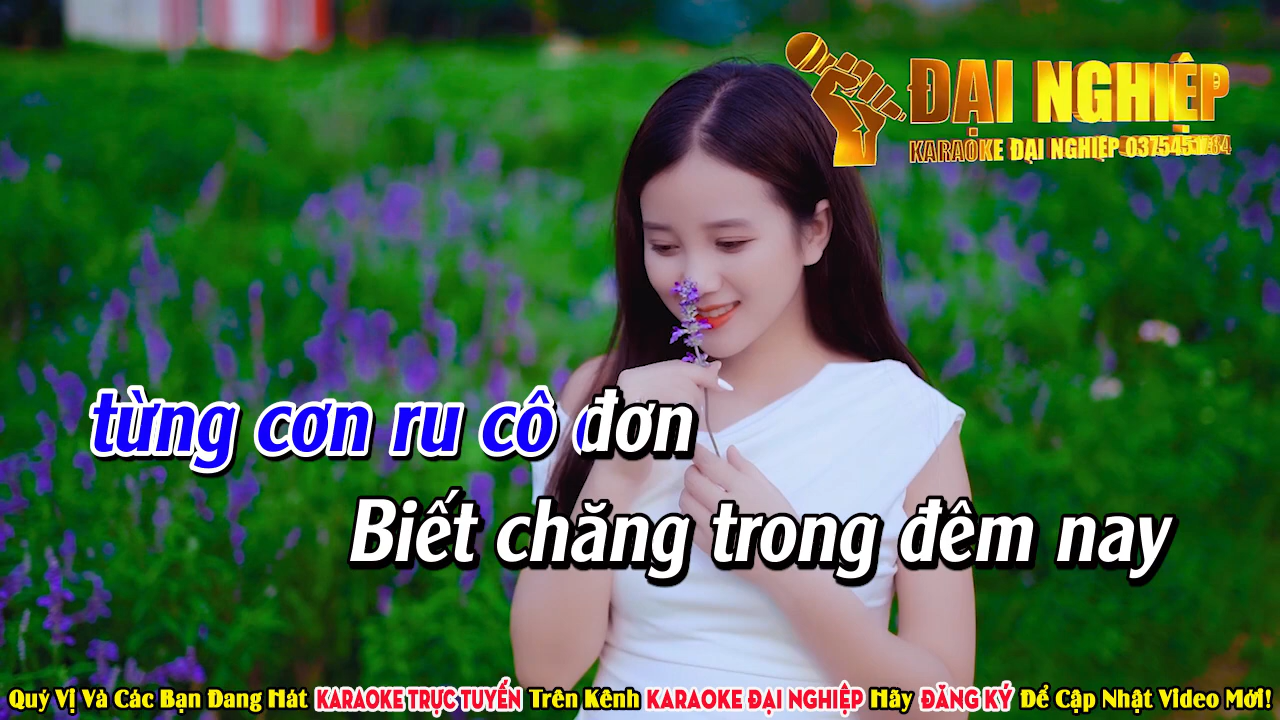 ĐẠI NGHIỆP
KARAOKE ĐẠI NGHIỆP 0375451784
từng cơn ru cô đơn
Biết chăng trong đêm nay
Quý Vị Và Các Bạn Đang Hát KARAOKE TRỰC TUYẾN Trên Kênh KARAOKE ĐẠI NGHIỆP Hãy ĐĂNG KÝ Để Cập Nhật Video Mới!